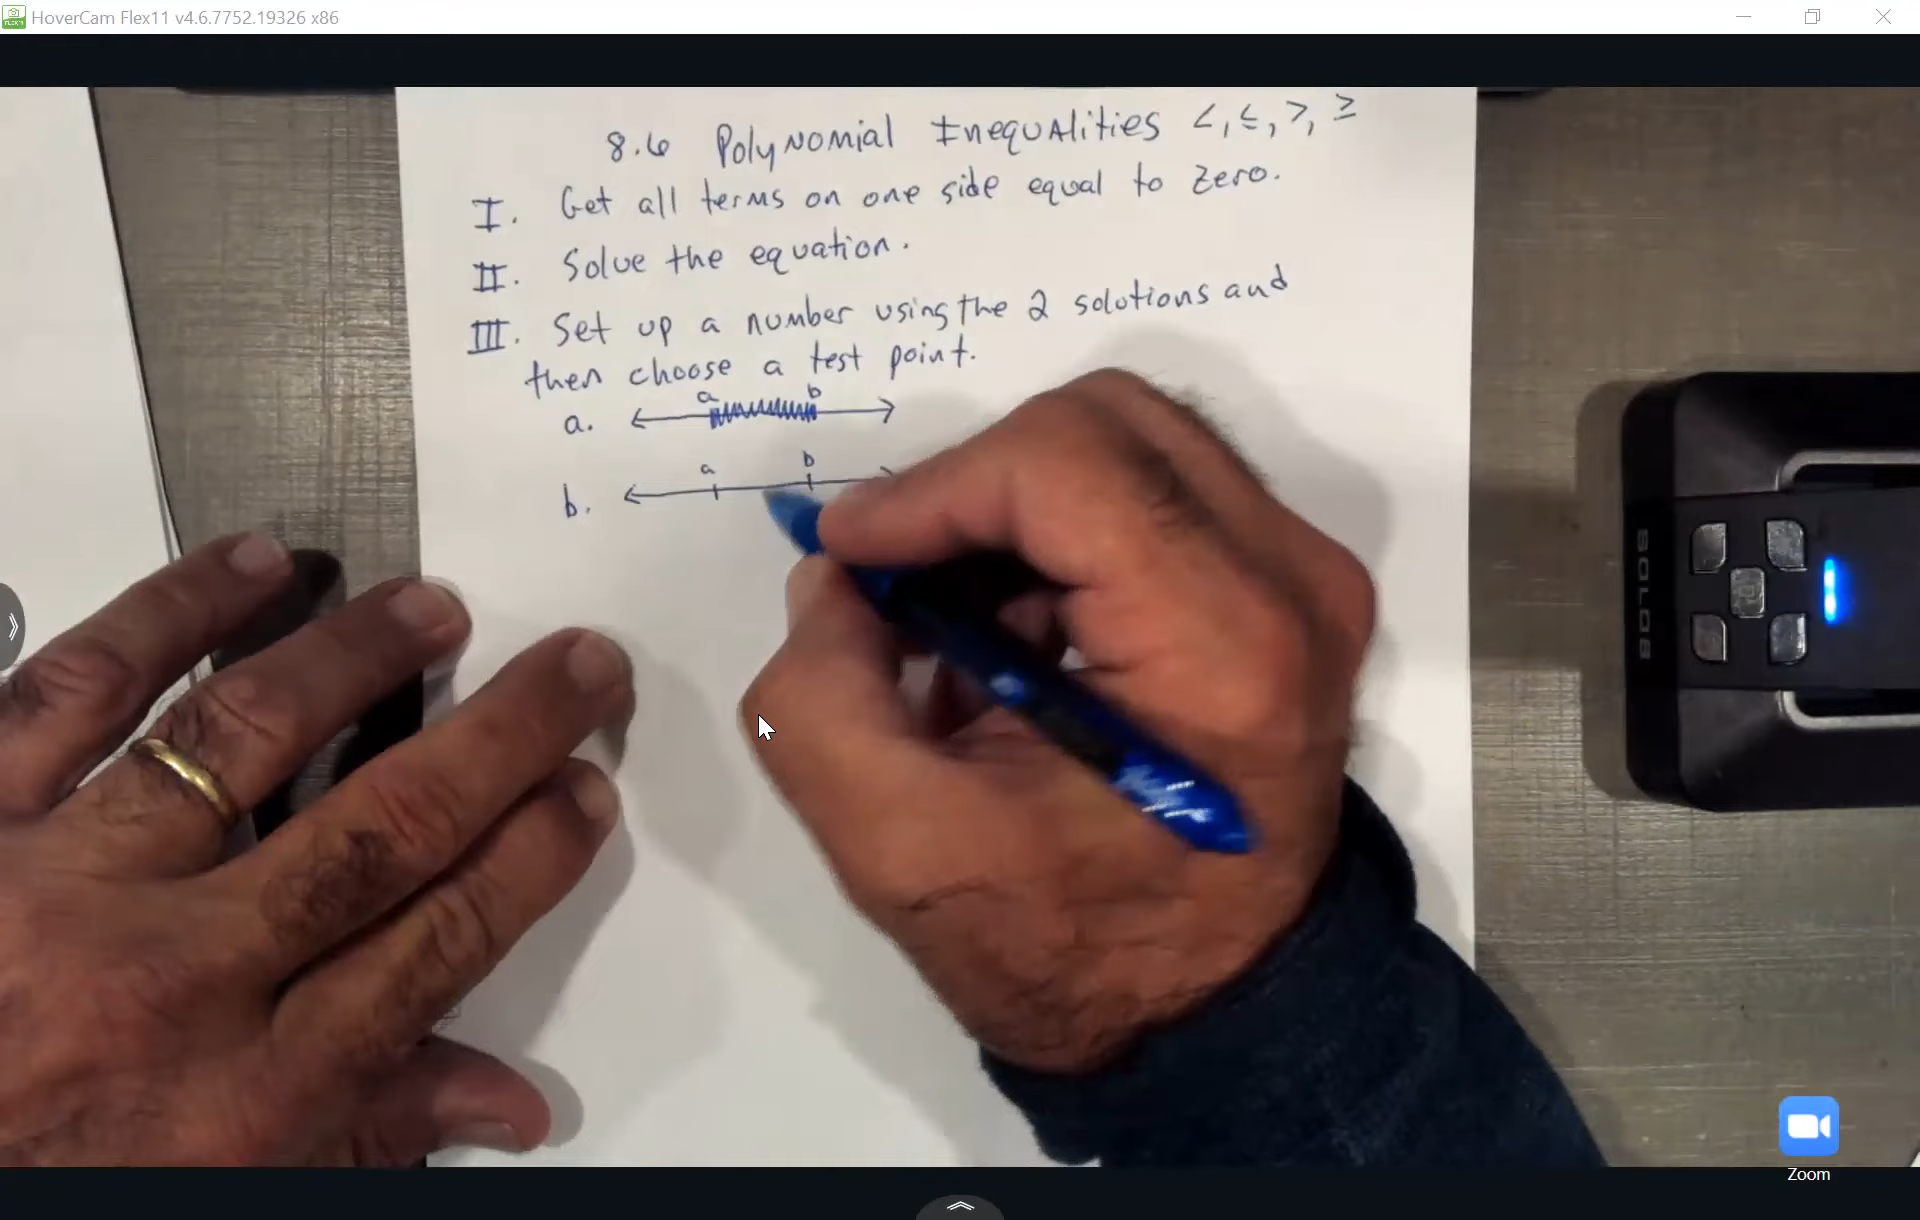 HoverCam Flex11 v4.6.7752.19326 x86
8.6 Polynomial Inequalities <, ≤, >, ≥
I. Get all terms on one side equal to zero.
II. Solve the equation.
III. Set up a number using the 2 solutions and
then choose a test point.
a b
a.
a b
b.
SOLO8
Zoom